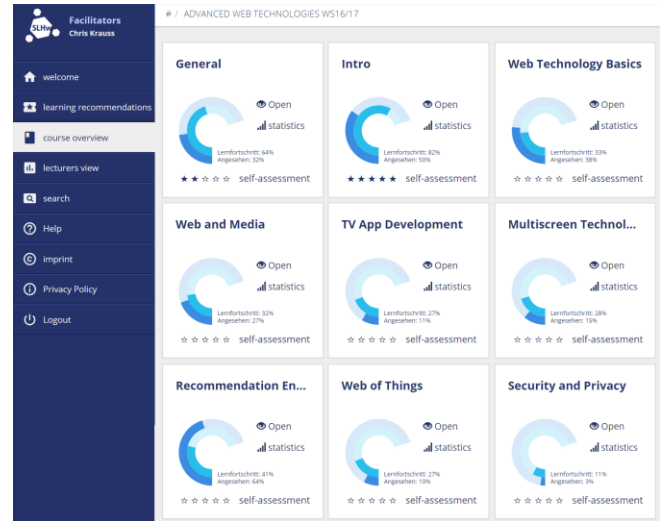 SLHw
Facilitators
Chris Krauss
welcome
learning recommendations
course overview
lecturers view
search
Help
imprint
Privacy Policy
Logout
# / ADVANCED WEB TECHNOLOGIES WS16/17
General
Open
statistics
Lernfortschritt: 64%
Angesehen: 32%
★★☆☆☆ self-assessment
Intro
Open
statistics
Lernfortschritt: 82%
Angesehen: 50%
★★★★★ self-assessment
Web Technology Basics
Open
statistics
Lernfortschritt: 33%
Angesehen: 38%
☆☆☆☆☆ self-assessment
Web and Media
Open
statistics
Lernfortschritt: 32%
Angesehen: 27%
☆☆☆☆☆ self-assessment
TV App Development
Open
statistics
Lernfortschritt: 27%
Angesehen: 11%
☆☆☆☆☆ self-assessment
Multiscreen Technol...
Open
statistics
Lernfortschritt: 28%
Angesehen: 15%
☆☆☆☆☆ self-assessment
Recommendation En...
Open
statistics
Lernfortschritt: 41%
Angesehen: 64%
☆☆☆☆☆ self-assessment
Web of Things
Open
statistics
Lernfortschritt: 27%
Angesehen: 10%
☆☆☆☆☆ self-assessment
Security and Privacy
Open
statistics
Lernfortschritt: 11%
Angesehen: 3%
☆☆☆☆☆ self-assessment